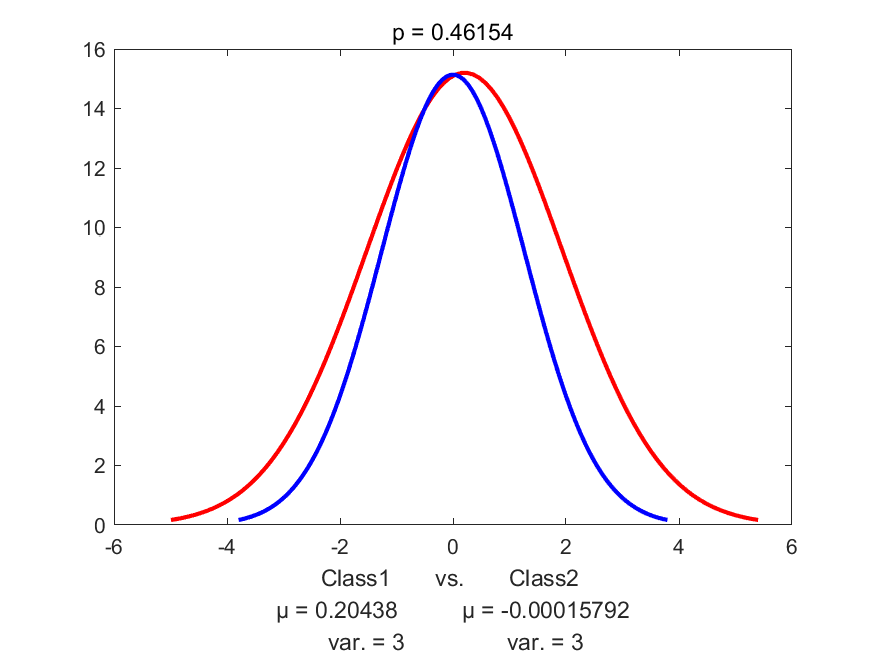 p = 0.46154
16
14
12
10
8
6
4
2
0
-6 -4 -2 0 2 4 6
Class1 vs. Class2
μ = 0.20438 μ = -0.00015792
var. = 3 var. = 3